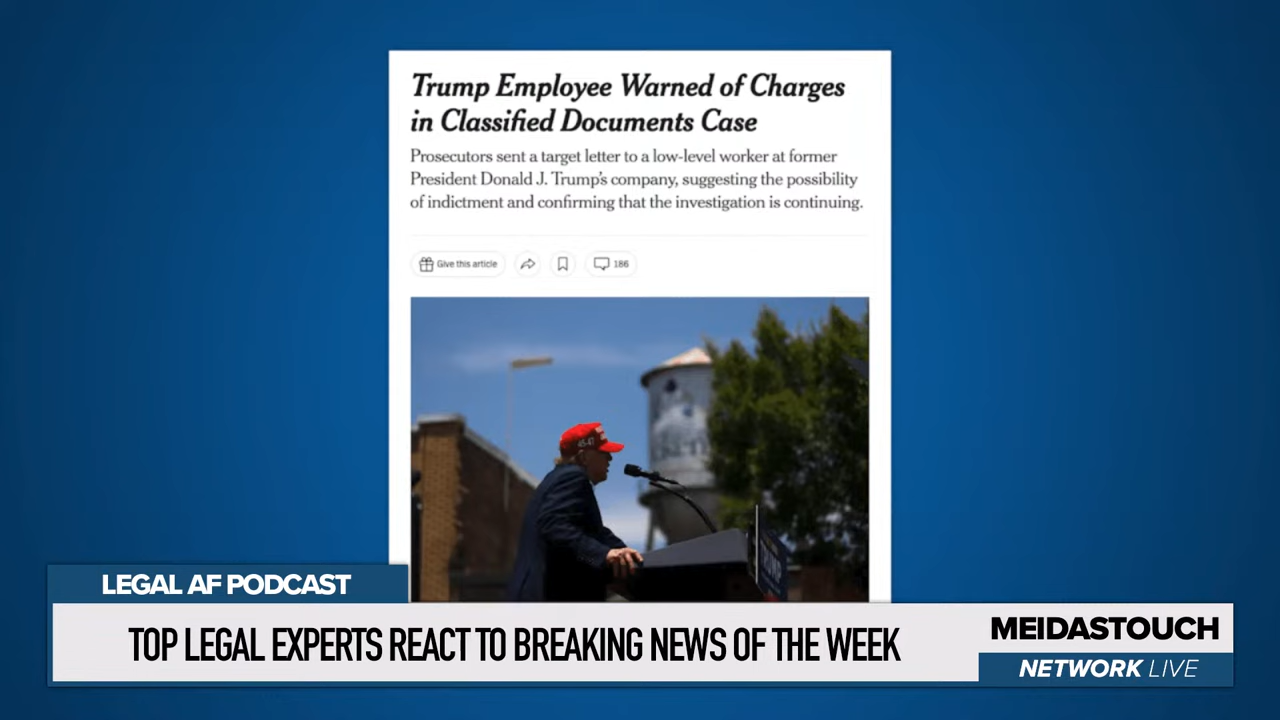 Trump Employee Warned of Charges
in Classified Documents Case
Prosecutors sent a target letter to a low-level worker at former
President Donald J. Trump's company, suggesting the possibility
of indictment and confirming that the investigation is continuing.
Give this article
186
45-47
LEGAL AF PODCAST
TOP LEGAL EXPERTS REACT TO BREAKING NEWS OF THE WEEK
MEIDASTOUCH
NETWORK LIVE